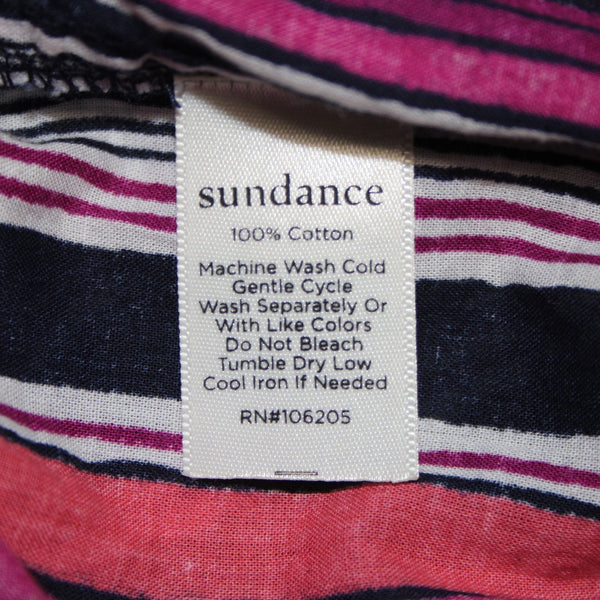 sundance
100% Cotton
Machine Wash Cold
Gentle Cycle
Wash Separately Or
With Like Colors
Do Not Bleach
Tumble Dry Low
Cool Iron If Needed
RN#106205